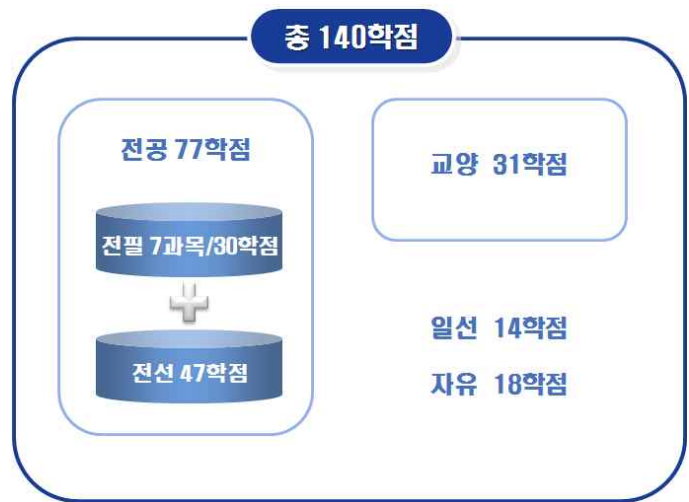 총 140학점
전공 77학점
전필 7과목/30학점
전선 47학점
교양 31학점
일선 14학점
자유 18학점